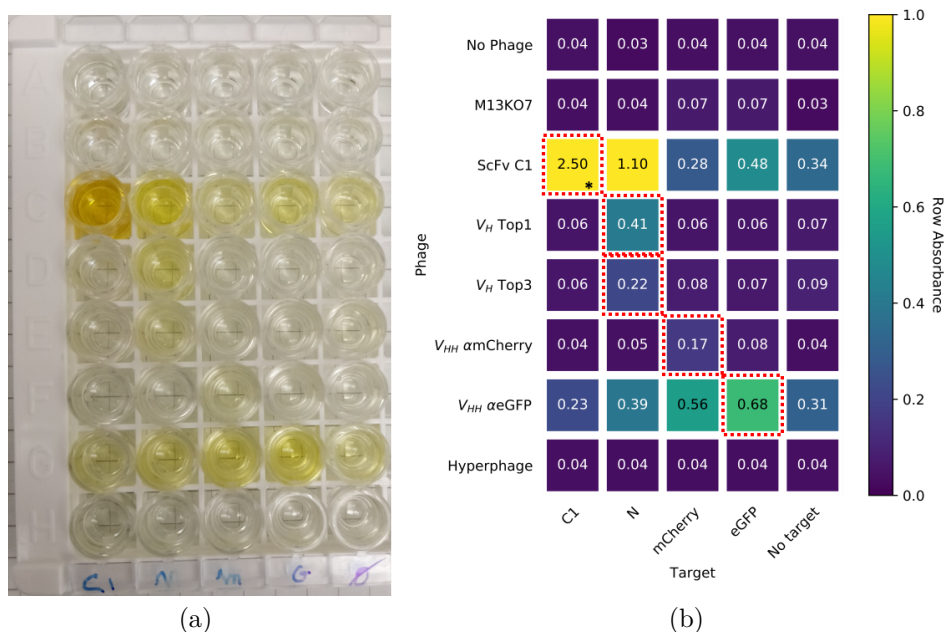 A
B
C
D
E
F
G
H
C1 N m G Ø
(a)
Phage
No Phage 0.04 0.03 0.04 0.04 0.04
M13KO7 0.04 0.04 0.07 0.07 0.03
ScFv C1 2.50 * 1.10 0.28 0.48 0.34
V_H Top1 0.06 0.41 0.06 0.06 0.07
V_H Top3 0.06 0.22 0.08 0.07 0.09
V_HH αmCherry 0.04 0.05 0.17 0.08 0.04
V_HH αeGFP 0.23 0.39 0.56 0.68 0.31
Hyperphage 0.04 0.04 0.04 0.04 0.04
C1 N mCherry eGFP No target
Target
1.0
0.8
0.6
0.4
0.2
0.0
Row Absorbance
(b)